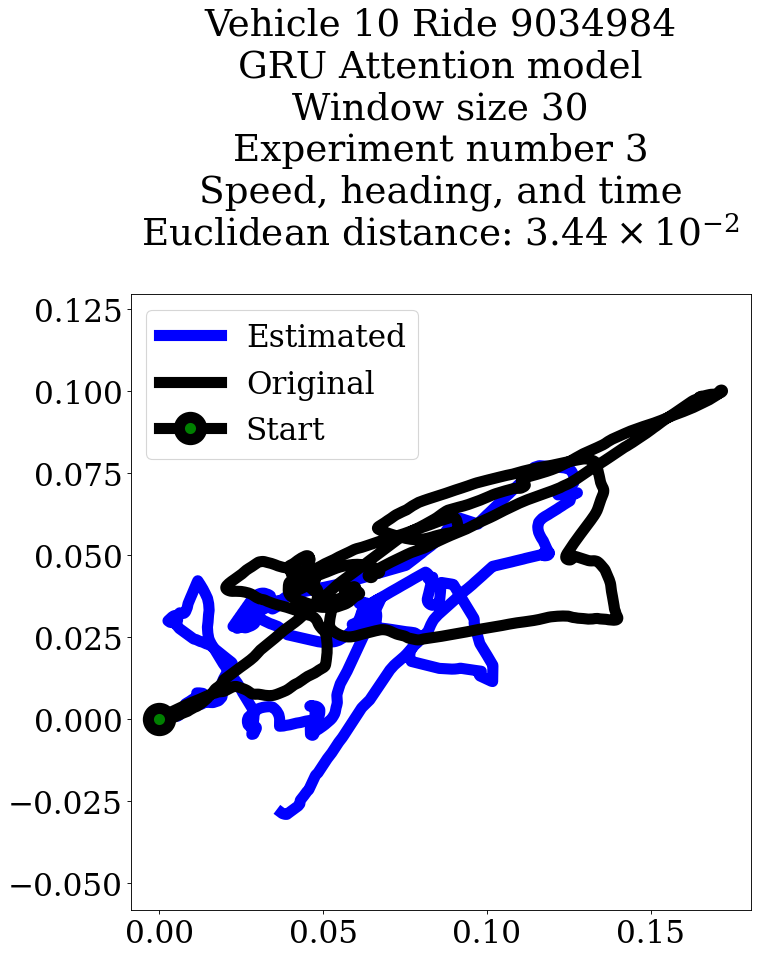 Vehicle 10 Ride 9034984
GRU Attention model
Window size 30
Experiment number 3
Speed, heading, and time
Euclidean distance: 3.44 × 10⁻²
0.125
0.100
0.075
0.050
0.025
0.000
−0.025
−0.050
Estimated
Original
Start
0.00 0.05 0.10 0.15